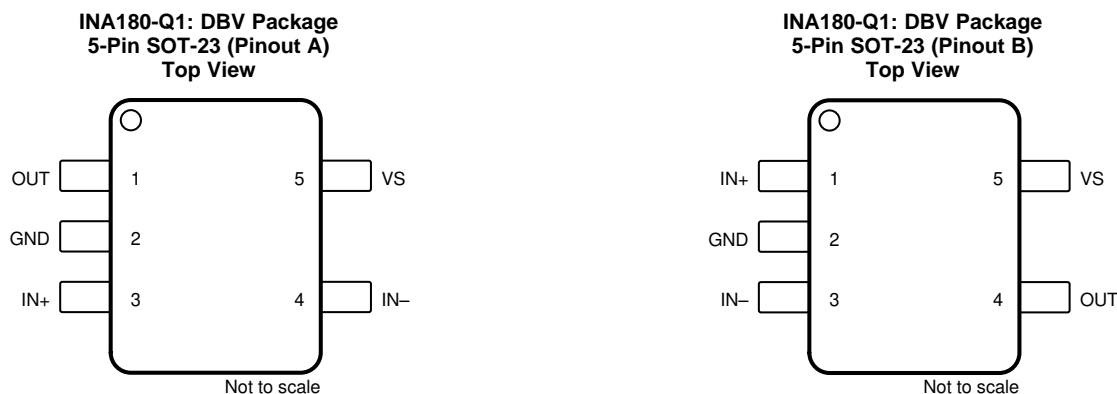 INA180-Q1: DBV Package
5-Pin SOT-23 (Pinout A)
Top View
OUT 1 5 VS
GND 2
IN+ 3 4 IN–
Not to scale
INA180-Q1: DBV Package
5-Pin SOT-23 (Pinout B)
Top View
IN+ 1 5 VS
GND 2
IN– 3 4 OUT
Not to scale